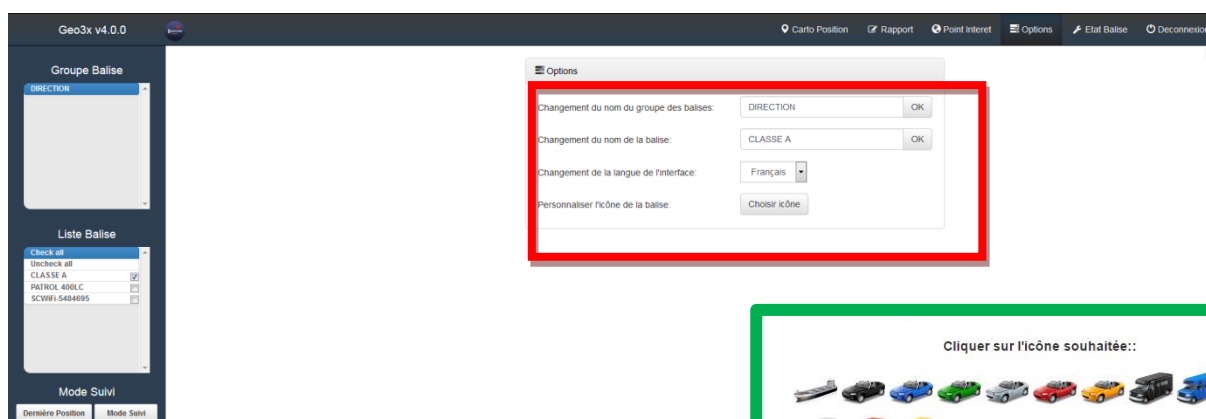 Geo3x v4.0.0
Carto Position Rapport Point Interet Options Etat Balise Deconnexion
Groupe Balise
DIRECTION
Options
Changement du nom du groupe des balises: DIRECTION OK
Changement du nom de la balise: CLASSE A OK
Changement de la langue de l'interface: Français
Personnaliser l'icône de la balise: Choisir icône
Liste Balise
Check all
Uncheck all
CLASSE A
PATROL 400LC
SCWiFi-5484695
Cliquer sur l'icône souhaitée::
Mode Suivi
Dernière Position Mode Suivi